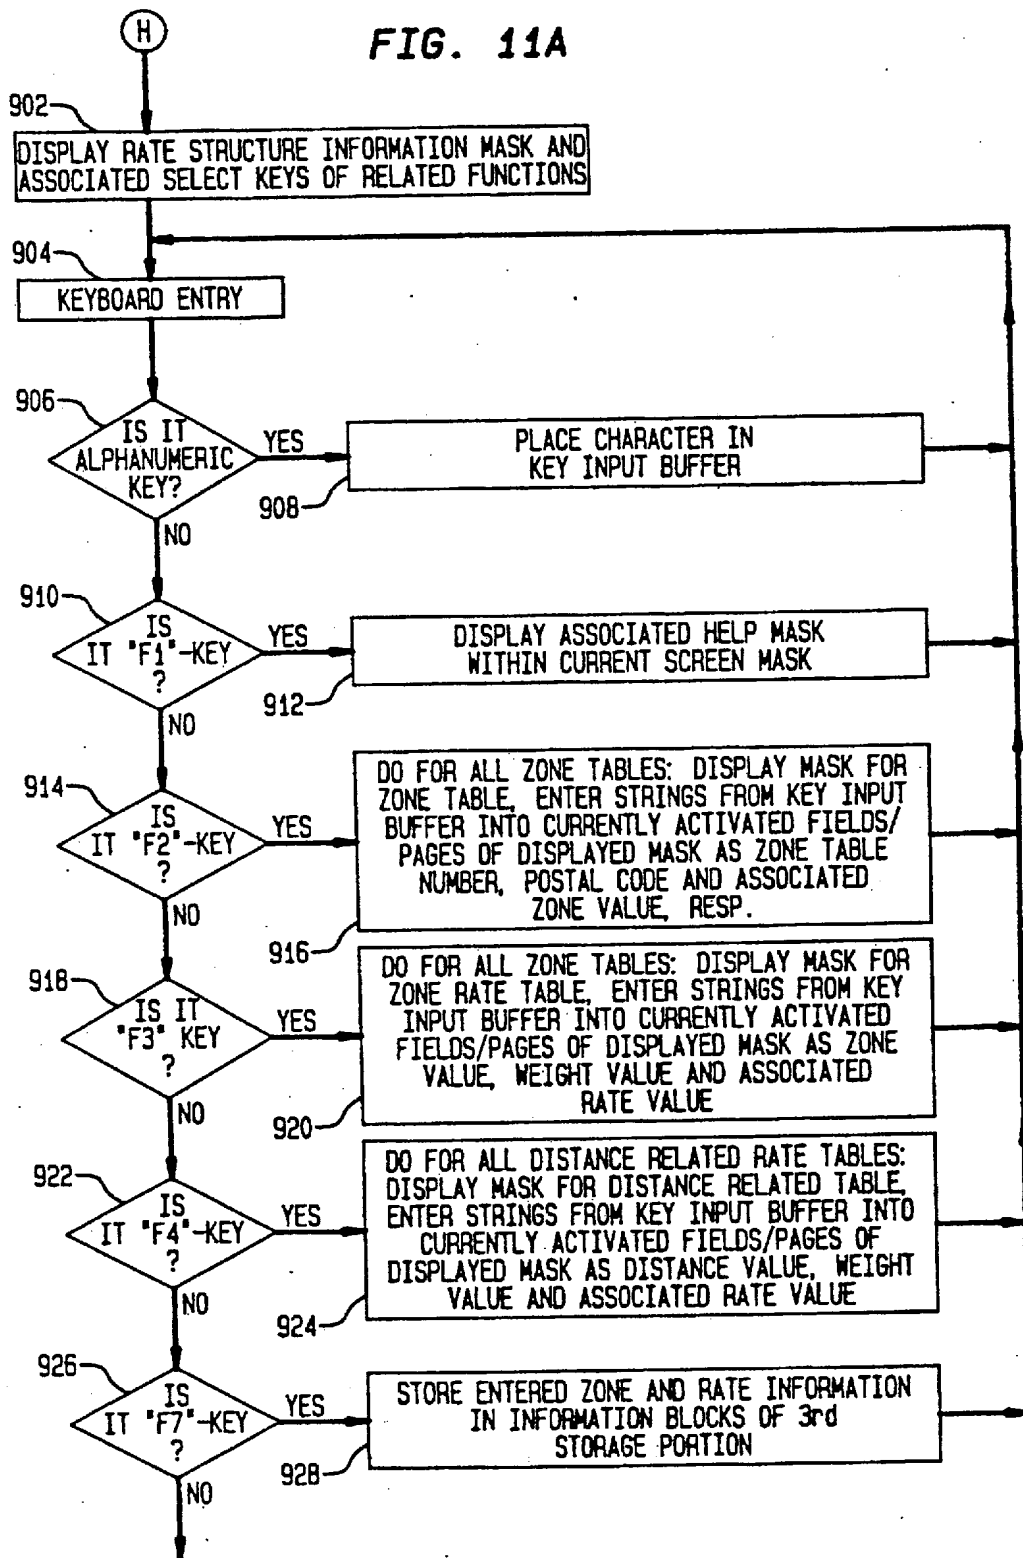 H
FIG. 11A
902
DISPLAY RATE STRUCTURE INFORMATION MASK AND
ASSOCIATED SELECT KEYS OF RELATED FUNCTIONS
904
KEYBOARD ENTRY
906
IS IT
ALPHANUMERIC
KEY?
YES
NO
PLACE CHARACTER IN
KEY INPUT BUFFER
908
910
IS
IT "F1"-KEY
?
YES
NO
DISPLAY ASSOCIATED HELP MASK
WITHIN CURRENT SCREEN MASK
912
914
IS
IT "F2"-KEY
?
YES
NO
DO FOR ALL ZONE TABLES: DISPLAY MASK FOR
ZONE TABLE, ENTER STRINGS FROM KEY INPUT
BUFFER INTO CURRENTLY ACTIVATED FIELDS/
PAGES OF DISPLAYED MASK AS ZONE TABLE
NUMBER, POSTAL CODE AND ASSOCIATED
ZONE VALUE, RESP.
916
918
IS IT
"F3" KEY
?
YES
NO
DO FOR ALL ZONE TABLES: DISPLAY MASK FOR
ZONE RATE TABLE, ENTER STRINGS FROM KEY
INPUT BUFFER INTO CURRENTLY ACTIVATED
FIELDS/PAGES OF DISPLAYED MASK AS ZONE
VALUE, WEIGHT VALUE AND ASSOCIATED
RATE VALUE
920
922
IS
IT "F4"-KEY
?
YES
NO
DO FOR ALL DISTANCE RELATED RATE TABLES:
DISPLAY MASK FOR DISTANCE RELATED TABLE,
ENTER STRINGS FROM KEY INPUT BUFFER INTO
CURRENTLY ACTIVATED FIELDS/PAGES OF
DISPLAYED MASK AS DISTANCE VALUE, WEIGHT
VALUE AND ASSOCIATED RATE VALUE
924
926
IS
IT "F7"-KEY
?
YES
NO
STORE ENTERED ZONE AND RATE INFORMATION
IN INFORMATION BLOCKS OF 3rd
STORAGE PORTION
928